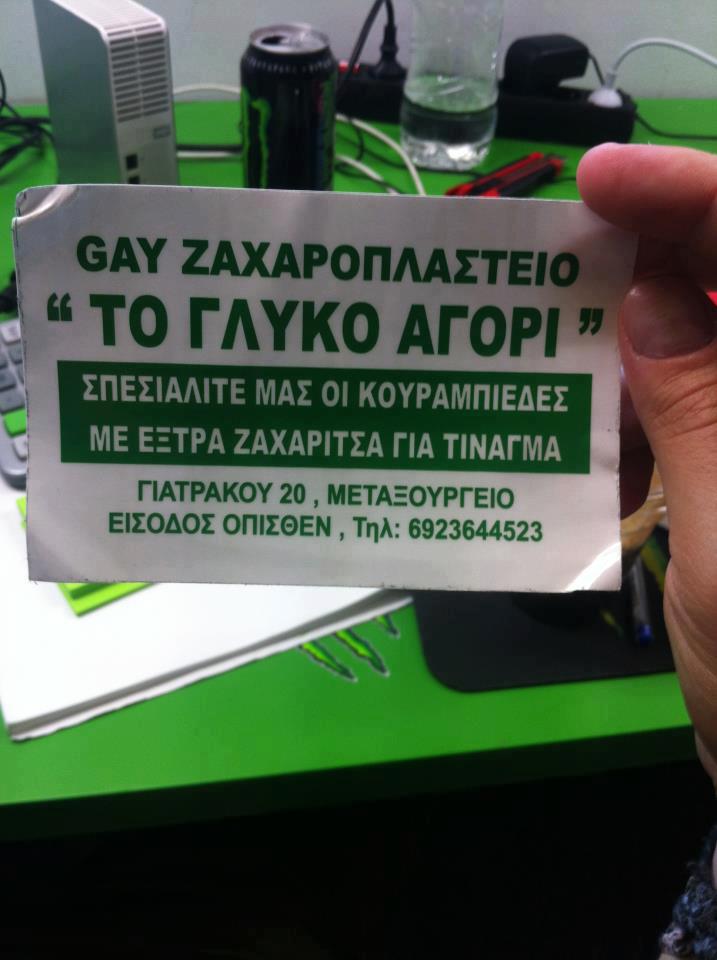 GAY ΖΑΧΑΡΟΠΛΑΣΤΕΙΟ
“ ΤΟ ΓΛΥΚΟ ΑΓΟΡΙ ”
ΣΠΕΣΙΑΛΙΤΕ ΜΑΣ ΟΙ ΚΟΥΡΑΜΠΙΕΔΕΣ
ΜΕ ΕΞΤΡΑ ΖΑΧΑΡΙΤΣΑ ΓΙΑ ΤΙΝΑΓΜΑ
ΓΙΑΤΡΑΚΟΥ 20 , ΜΕΤΑΞΟΥΡΓΕΙΟ
ΕΙΣΟΔΟΣ ΟΠΙΣΘΕΝ , Τηλ: 6923644523